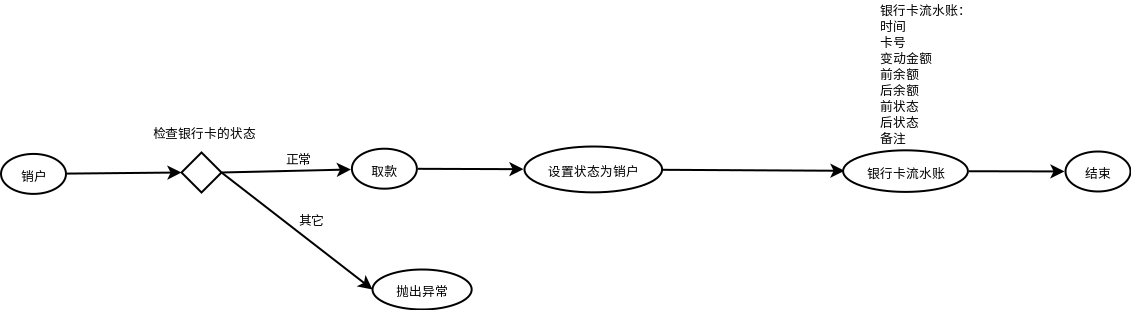 银行卡流水账：
时间
卡号
变动金额
前余额
后余额
前状态
后状态
备注
检查银行卡的状态
正常
销户
取款
设置状态为销户
银行卡流水账
结束
其它
抛出异常